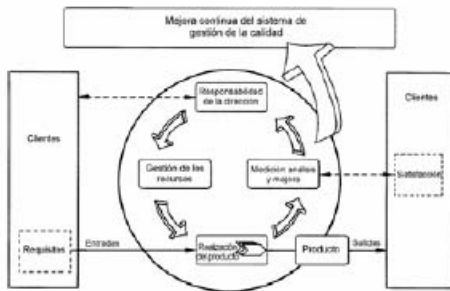 Mejora continua del sistema de
gestión de la calidad
Responsabilidad
de la dirección
Clientes
Clientes
Gestión de los
recursos
Medición análisis
y mejora
Satisfacción
Requisitos
Entradas
Realización
del producto
Producto
Salidas